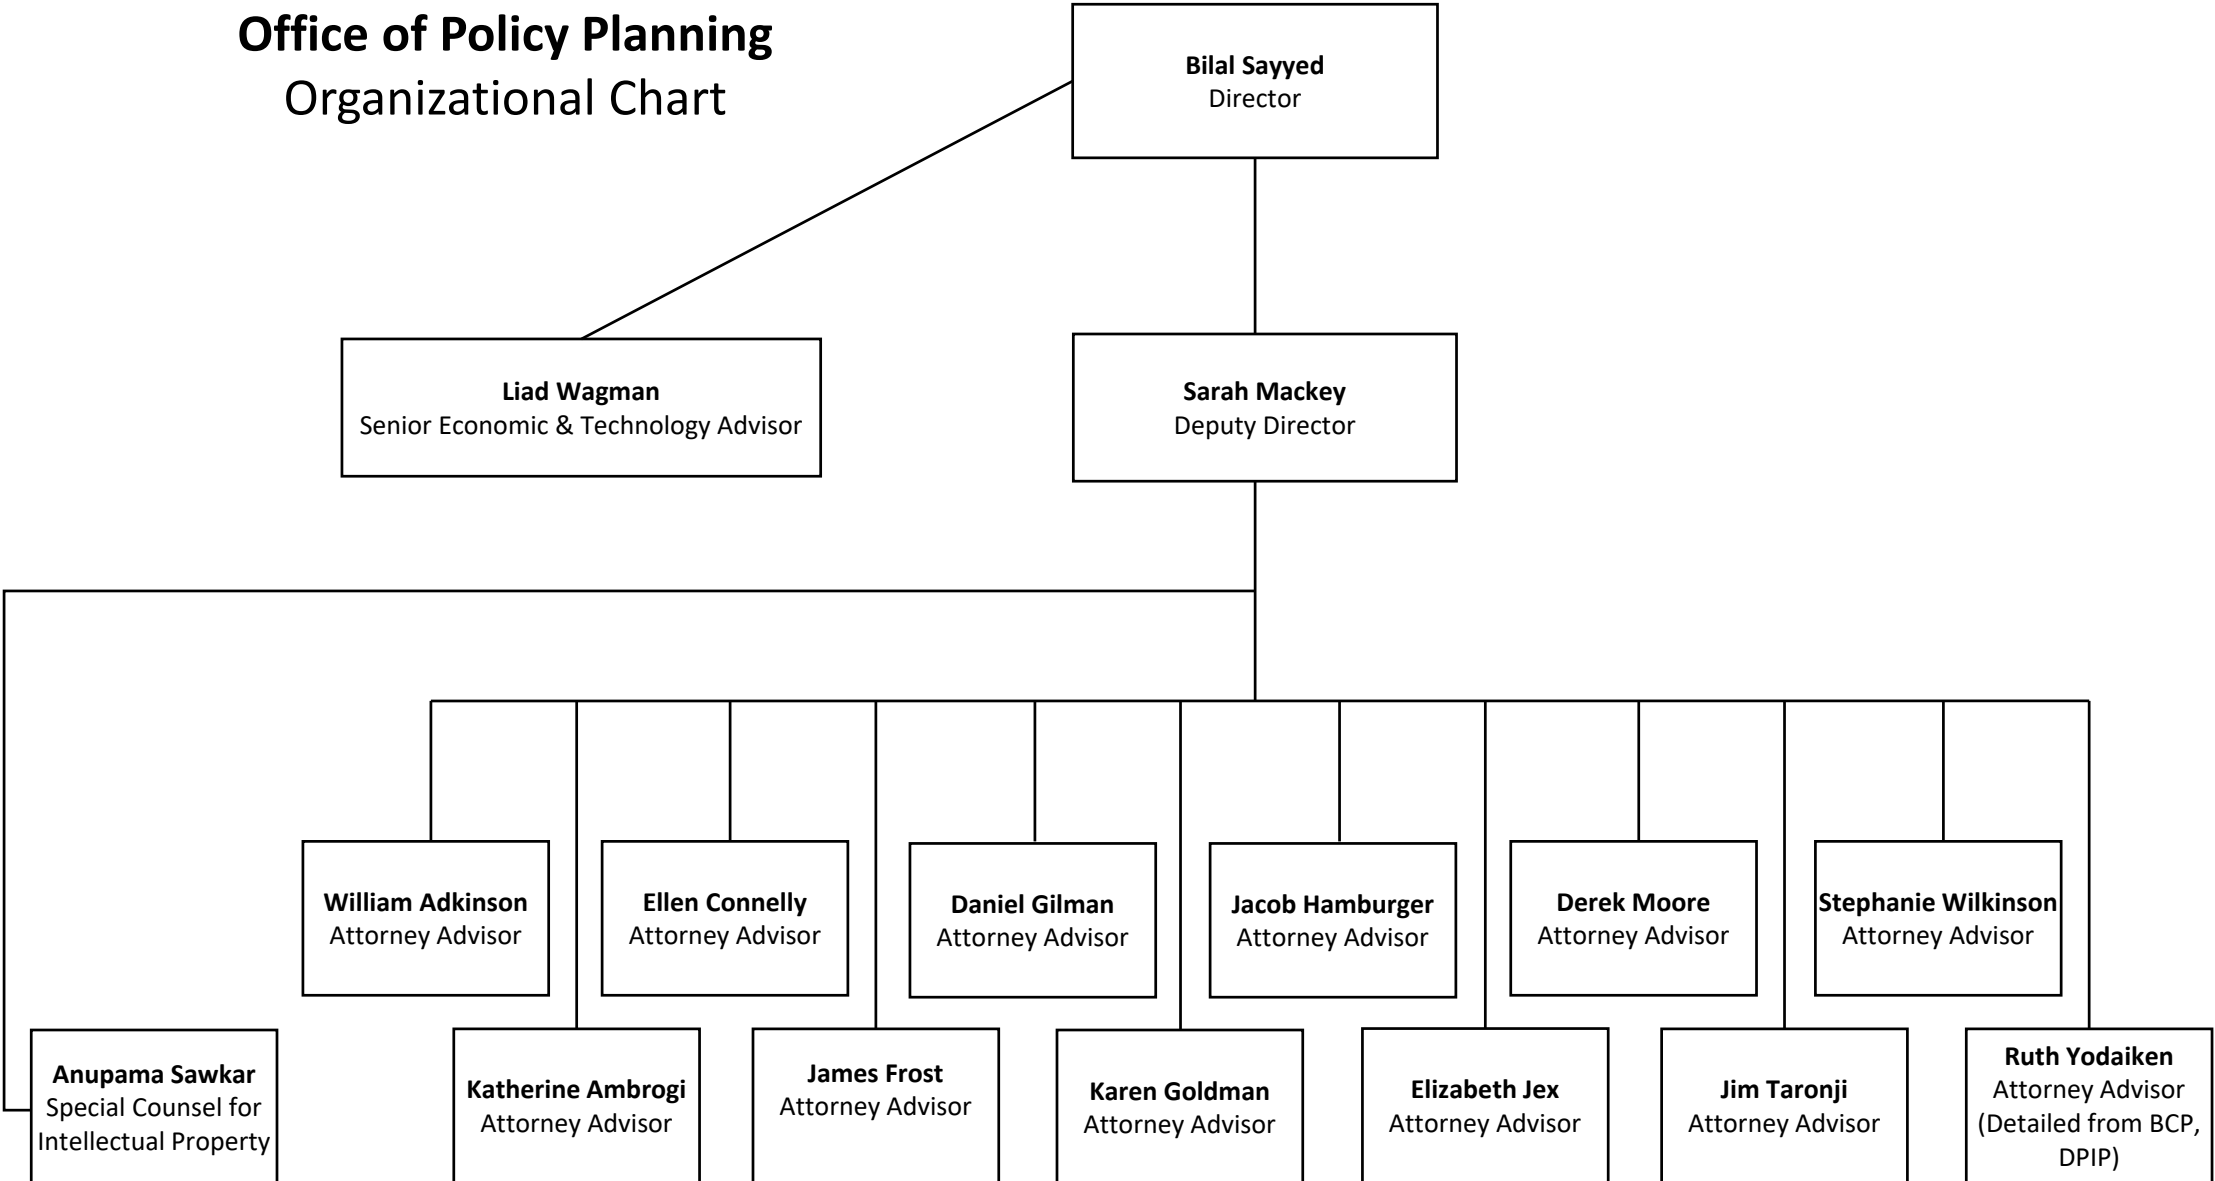 Office of Policy Planning
Organizational Chart
Bilal Sayyed
Director
Liad Wagman
Senior Economic & Technology Advisor
Sarah Mackey
Deputy Director
William Adkinson
Attorney Advisor
Ellen Connelly
Attorney Advisor
Daniel Gilman
Attorney Advisor
Jacob Hamburger
Attorney Advisor
Derek Moore
Attorney Advisor
Stephanie Wilkinson
Attorney Advisor
Anupama Sawkar
Special Counsel for
Intellectual Property
Katherine Ambrogi
Attorney Advisor
James Frost
Attorney Advisor
Karen Goldman
Attorney Advisor
Elizabeth Jex
Attorney Advisor
Jim Taronji
Attorney Advisor
Ruth Yodaiken
Attorney Advisor
(Detailed from BCP,
DPIP)